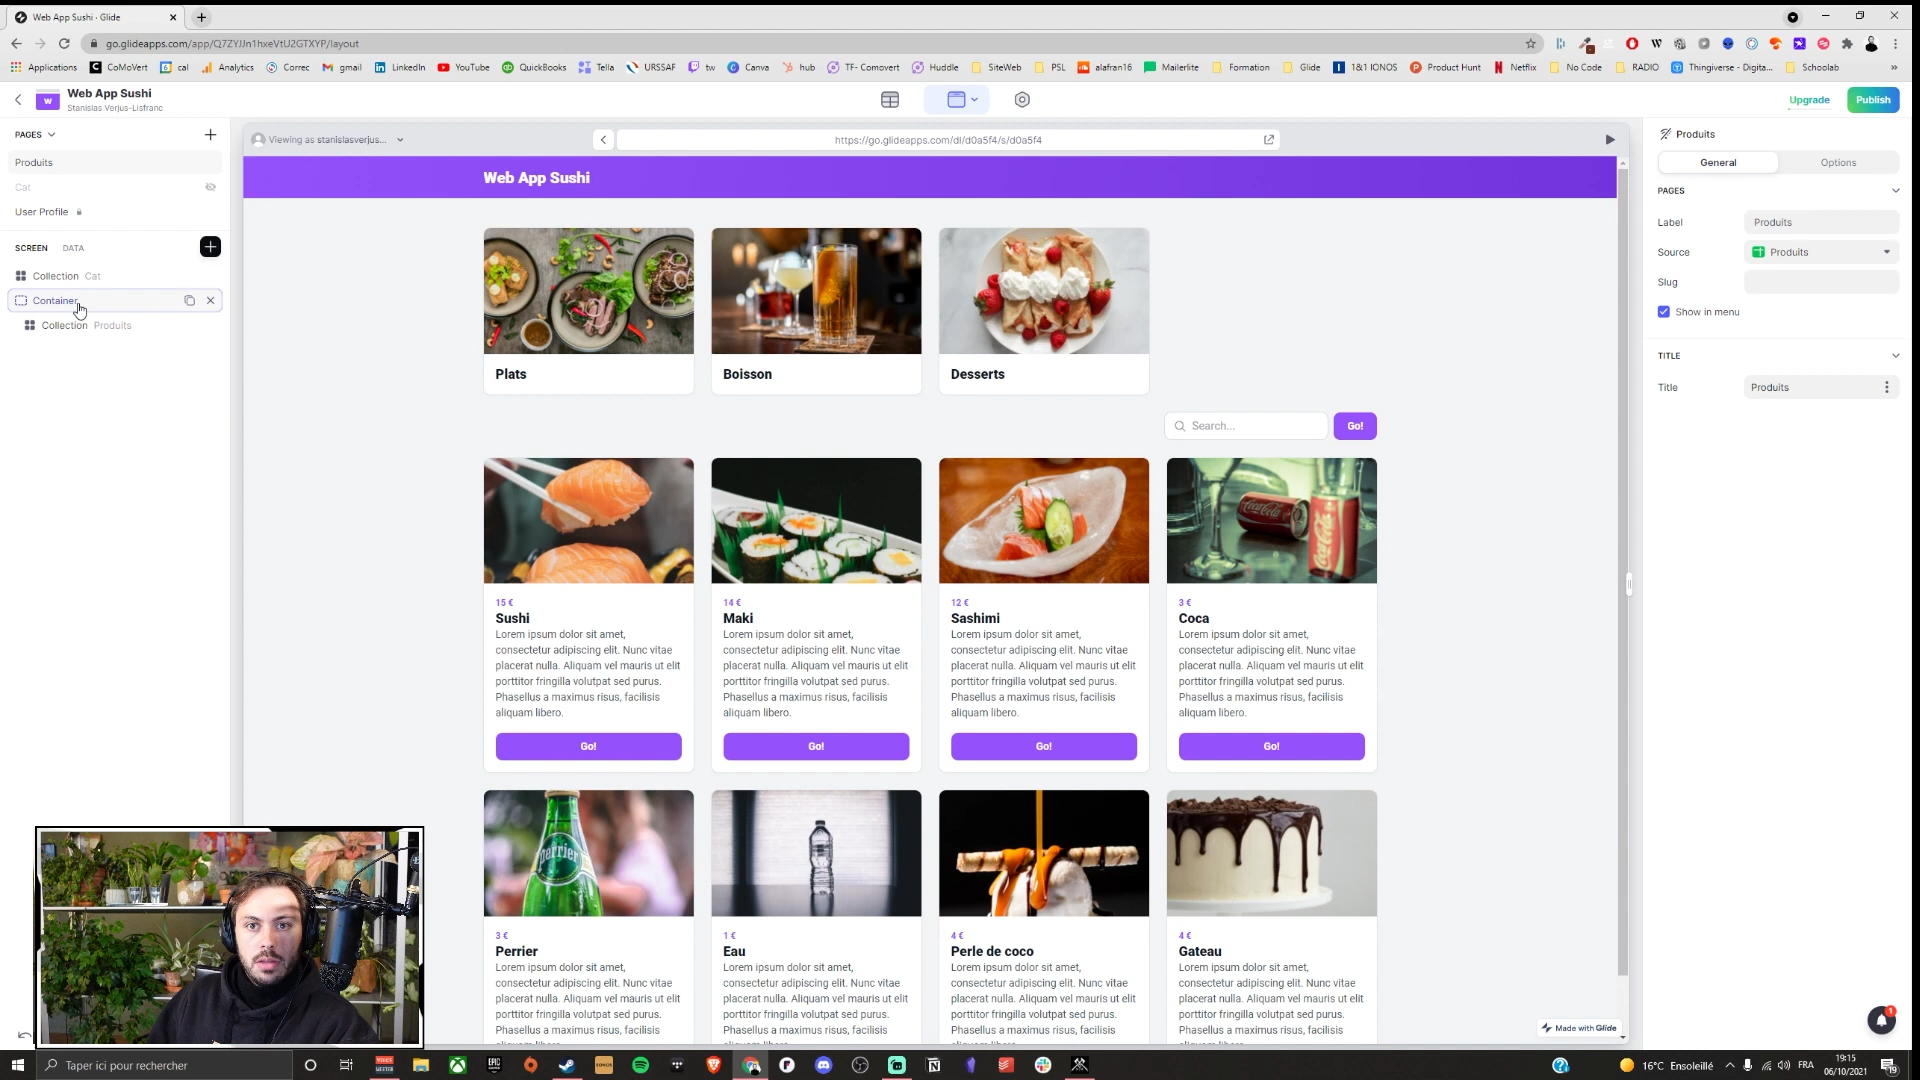 Web App Sushi · Glide
go.glideapps.com/app/Q7ZYJJn1hxeVtU2GTXYP/layout
Applications CoMoVert cal Analytics Correc gmail LinkedIn YouTube QuickBooks Tella URSSAF tw Canva hub TF- Comovert Huddle SiteWeb PSL alafran16 Mailerlite Formation Glide 1&1 IONOS Product Hunt Netflix No Code RADIO Thingiverse - Digita... Schoolab »
W Web App Sushi
Stanislas Verjus-Lisfranc
Upgrade Publish
PAGES
Produits
Cat
User Profile
SCREEN DATA
Collection Cat
Container
Collection Produits
Viewing as stanislasverjus...
https://go.glideapps.com/dl/d0a5f4/s/d0a5f4
Web App Sushi
Plats Boisson Desserts
Search... Go!
15 € 14 € 12 € 3 €
Sushi Maki Sashimi Coca
Lorem ipsum dolor sit amet, Lorem ipsum dolor sit amet, Lorem ipsum dolor sit amet, Lorem ipsum dolor sit amet,
consectetur adipiscing elit. Nunc vitae consectetur adipiscing elit. Nunc vitae consectetur adipiscing elit. Nunc vitae consectetur adipiscing elit. Nunc vitae
placerat nulla. Aliquam vel mauris ut elit placerat nulla. Aliquam vel mauris ut elit placerat nulla. Aliquam vel mauris ut elit placerat nulla. Aliquam vel mauris ut elit
porttitor fringilla volutpat sed purus. porttitor fringilla volutpat sed purus. porttitor fringilla volutpat sed purus. porttitor fringilla volutpat sed purus.
Phasellus a maximus risus, facilisis Phasellus a maximus risus, facilisis Phasellus a maximus risus, facilisis Phasellus a maximus risus, facilisis
aliquam libero. aliquam libero. aliquam libero. aliquam libero.
Go! Go! Go! Go!
3 € 1 € 4 € 4 €
Perrier Eau Perle de coco Gateau
Lorem ipsum dolor sit amet, Lorem ipsum dolor sit amet, Lorem ipsum dolor sit amet, Lorem ipsum dolor sit amet,
consectetur adipiscing elit. Nunc vitae consectetur adipiscing elit. Nunc vitae consectetur adipiscing elit. Nunc vitae consectetur adipiscing elit. Nunc vitae
placerat nulla. Aliquam vel mauris ut elit placerat nulla. Aliquam vel mauris ut elit placerat nulla. Aliquam vel mauris ut elit placerat nulla. Aliquam vel mauris ut elit
porttitor fringilla volutpat sed purus. porttitor fringilla volutpat sed purus. porttitor fringilla volutpat sed purus. porttitor fringilla volutpat sed purus.
Phasellus a maximus risus, facilisis Phasellus a maximus risus, facilisis Phasellus a maximus risus, facilisis Phasellus a maximus risus, facilisis
Made with Glide
Produits
General Options
PAGES
Label Produits
Source Produits
Slug
Show in menu
TITLE
Title Produits
Coca-Cola
Coca-Cola
perrier
Taper ici pour rechercher
16°C Ensoleillé FRA 19:15
06/10/2021